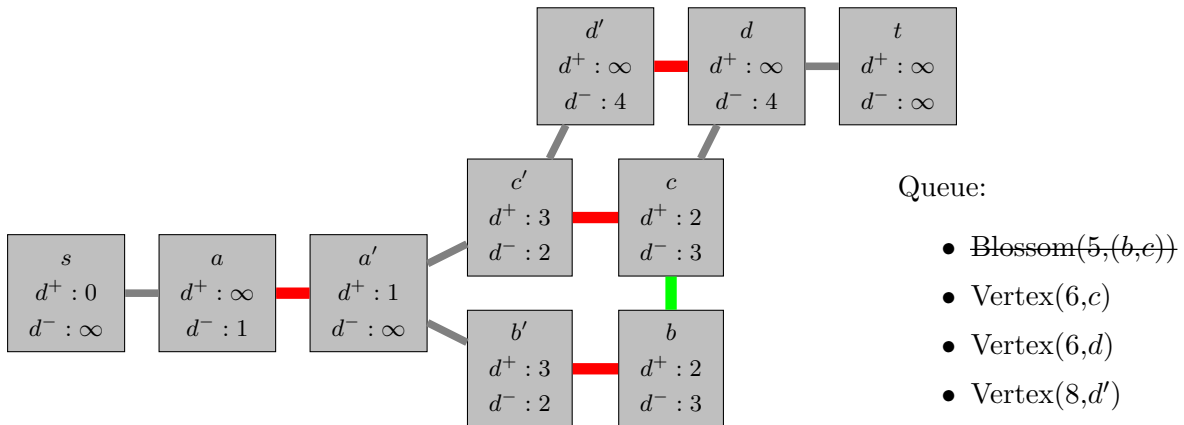 d′
d⁺ : ∞
d⁻ : 4
d
d⁺ : ∞
d⁻ : 4
t
d⁺ : ∞
d⁻ : ∞
c′
d⁺ : 3
d⁻ : 2
c
d⁺ : 2
d⁻ : 3
s
d⁺ : 0
d⁻ : ∞
a
d⁺ : ∞
d⁻ : 1
a′
d⁺ : 1
d⁻ : ∞
b′
d⁺ : 3
d⁻ : 2
b
d⁺ : 2
d⁻ : 3
Queue:
• Blossom(5,(b,c))
• Vertex(6,c)
• Vertex(6,d)
• Vertex(8,d′)